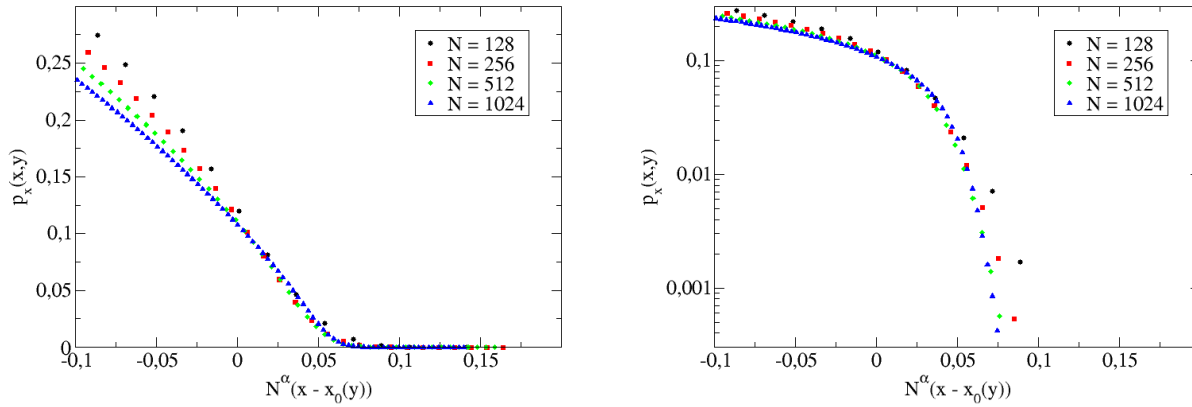 0,25
0,2
0,15
0,1
0,05
0
p_x(x,y)
-0,1 -0,05 0 0,05 0,1 0,15
N^α(x - x_0(y))
N = 128
N = 256
N = 512
N = 1024
0,1
0,01
0,001
p_x(x,y)
-0,1 -0,05 0 0,05 0,1 0,15
N^α(x - x_0(y))
N = 128
N = 256
N = 512
N = 1024